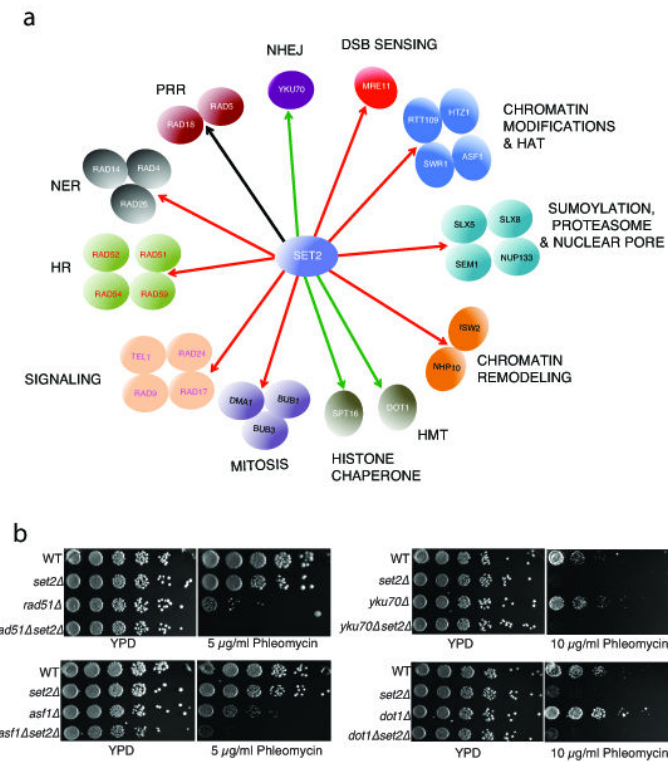 a
NHEJ
DSB SENSING
YKU70
MRE11
PRR
RAD5
RAD18
CHROMATIN
MODIFICATIONS
& HAT
RTT109
HTZ1
SWR1
ASF1
NER
RAD14
RAD4
RAD26
SUMOYLATION,
PROTEASOME
& NUCLEAR PORE
SLX5
SLX8
SEM1
NUP133
SET2
HR
RAD52
RAD51
RAD54
RAD59
ISW2
NHP10
CHROMATIN
REMODELING
SIGNALING
TEL1
RAD24
RAD9
RAD17
DMA1
BUB1
BUB3
MITOSIS
SPT16
HISTONE
CHAPERONE
DOT1
HMT
b
WT
set2Δ
rad51Δ
ad51Δset2Δ
YPD
5 µg/ml Phleomycin
WT
set2Δ
yku70Δ
yku70Δset2Δ
YPD
10 µg/ml Phleomycin
WT
set2Δ
asf1Δ
asf1Δset2Δ
YPD
5 µg/ml Phleomycin
WT
set2Δ
dot1Δ
dot1Δset2Δ
YPD
10 µg/ml Phleomycin